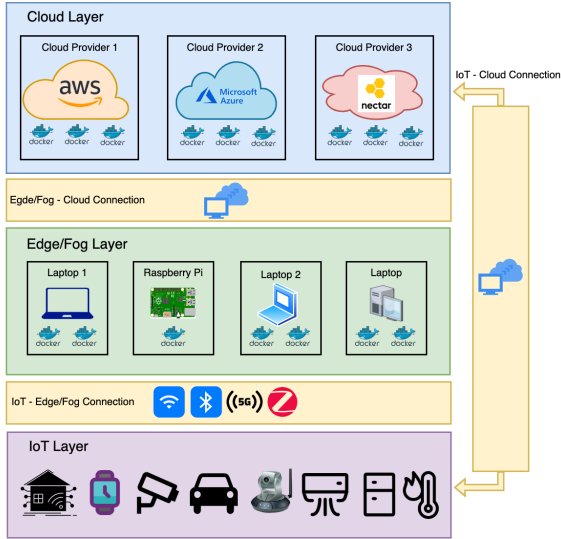 Cloud Layer
Cloud Provider 1
Cloud Provider 2
Cloud Provider 3
aws
Microsoft
Azure
nectar
docker
docker
docker
docker
docker
docker
docker
docker
docker
IoT - Cloud Connection
Egde/Fog - Cloud Connection
Edge/Fog Layer
Laptop 1
Raspberry Pi
Laptop 2
Laptop
docker
docker
docker
docker
docker
docker
docker
IoT - Edge/Fog Connection
5G
IoT Layer